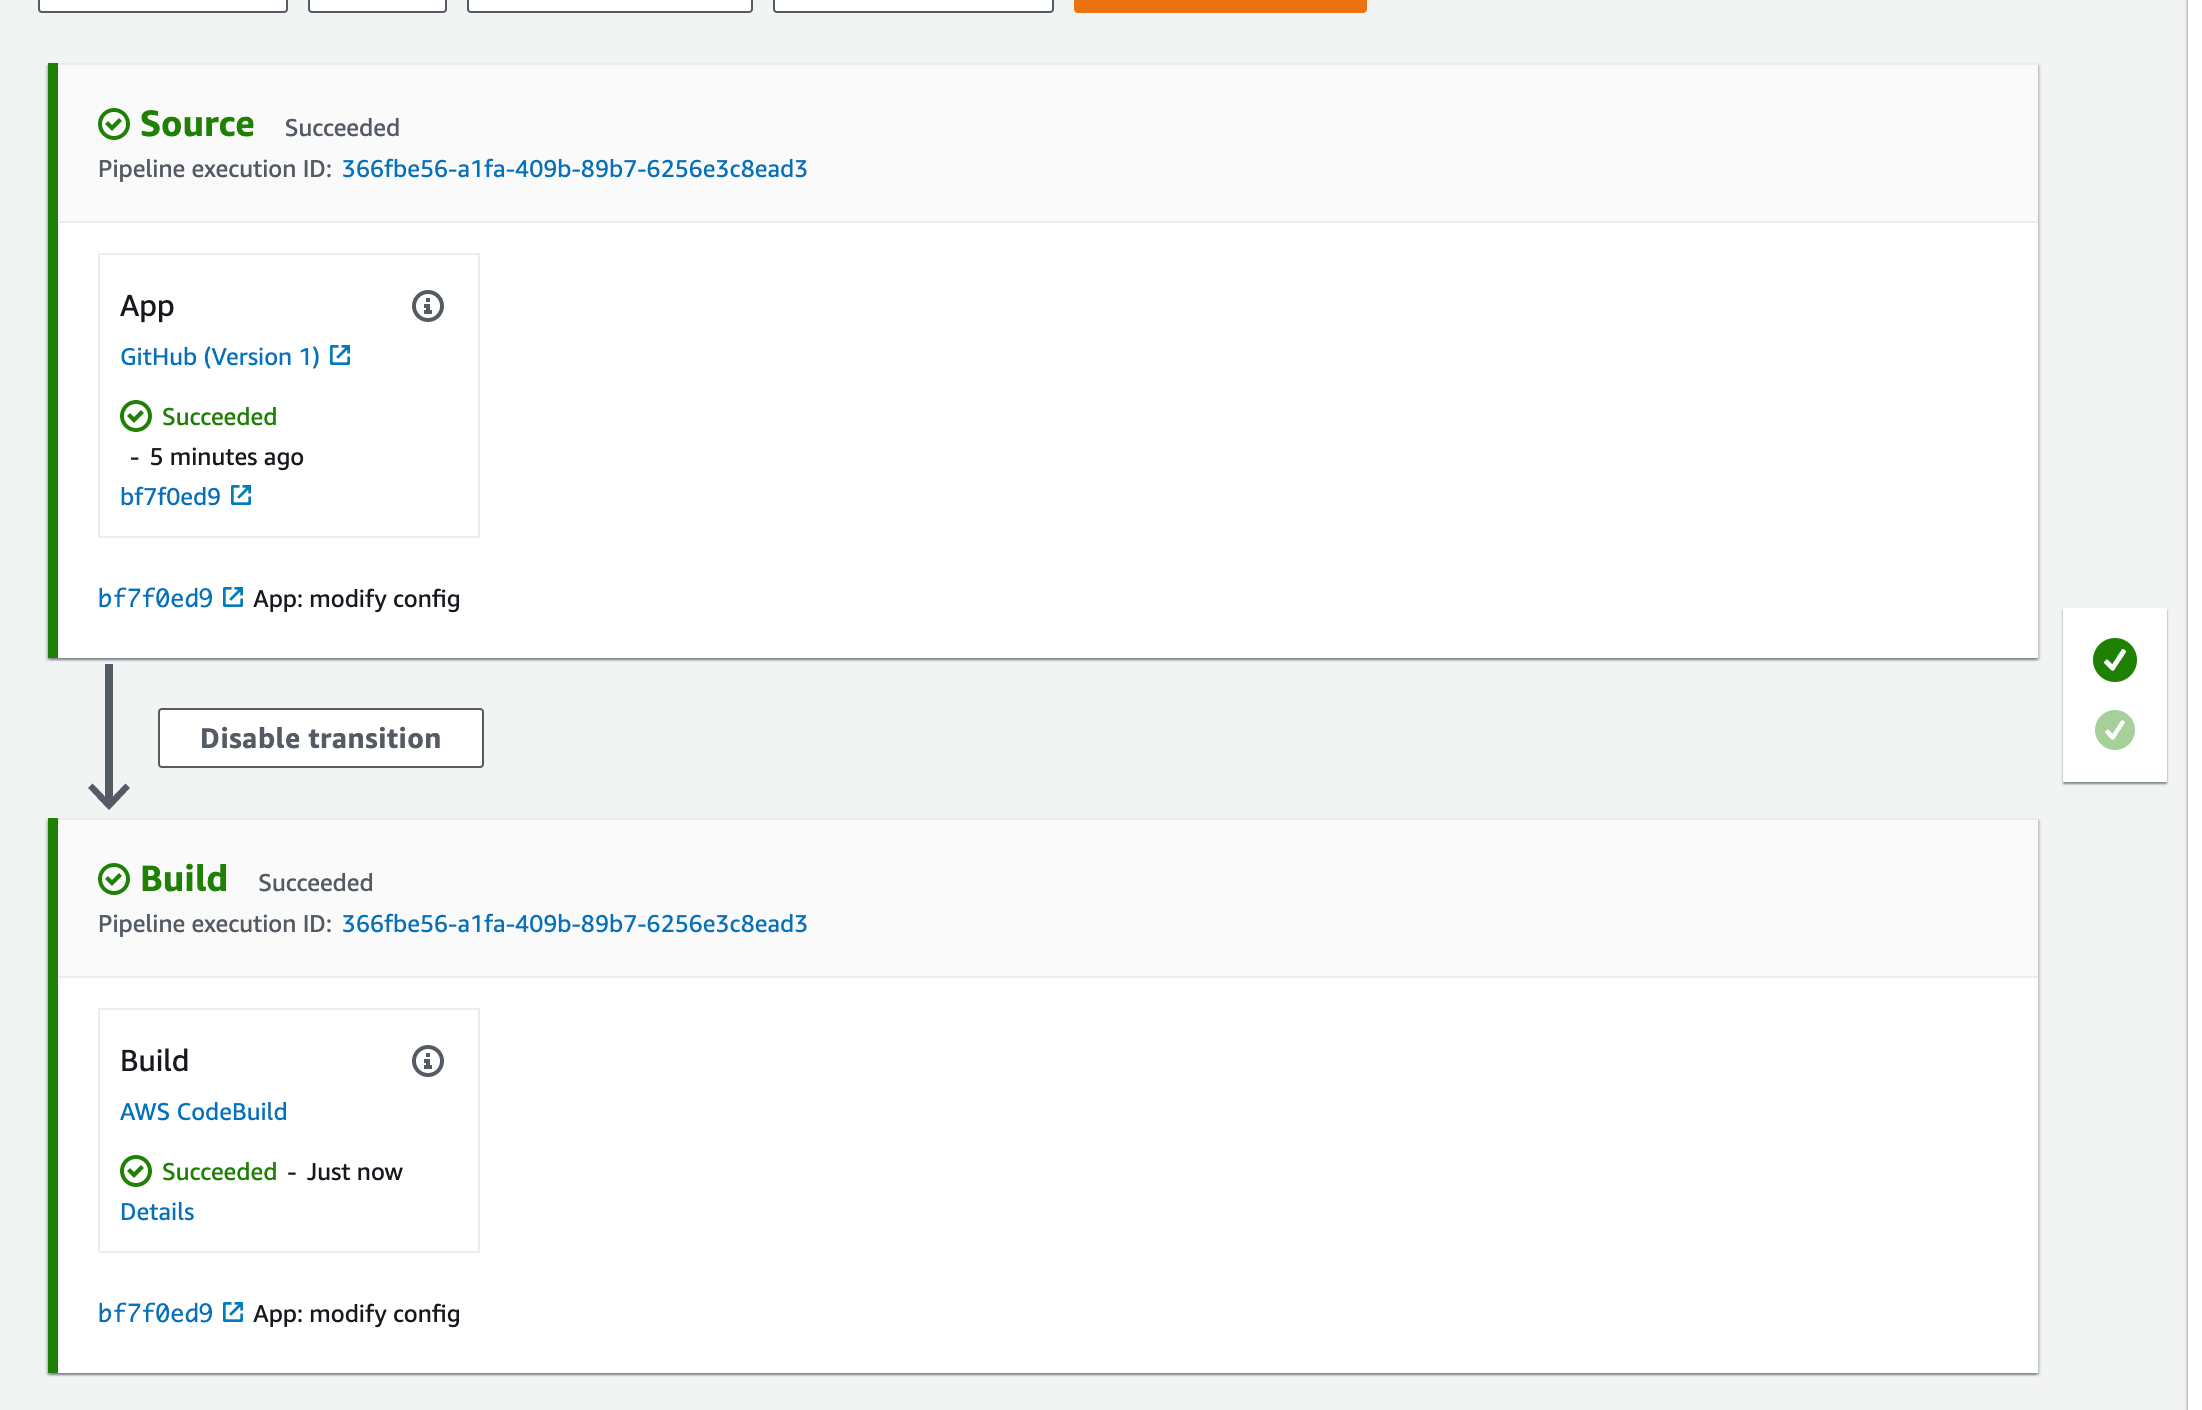 Source Succeeded
Pipeline execution ID: 366fbe56-a1fa-409b-89b7-6256e3c8ead3
App
GitHub (Version 1)
Succeeded
- 5 minutes ago
bf7f0ed9
bf7f0ed9 App: modify config
Disable transition
Build Succeeded
Pipeline execution ID: 366fbe56-a1fa-409b-89b7-6256e3c8ead3
Build
AWS CodeBuild
Succeeded - Just now
Details
bf7f0ed9 App: modify config